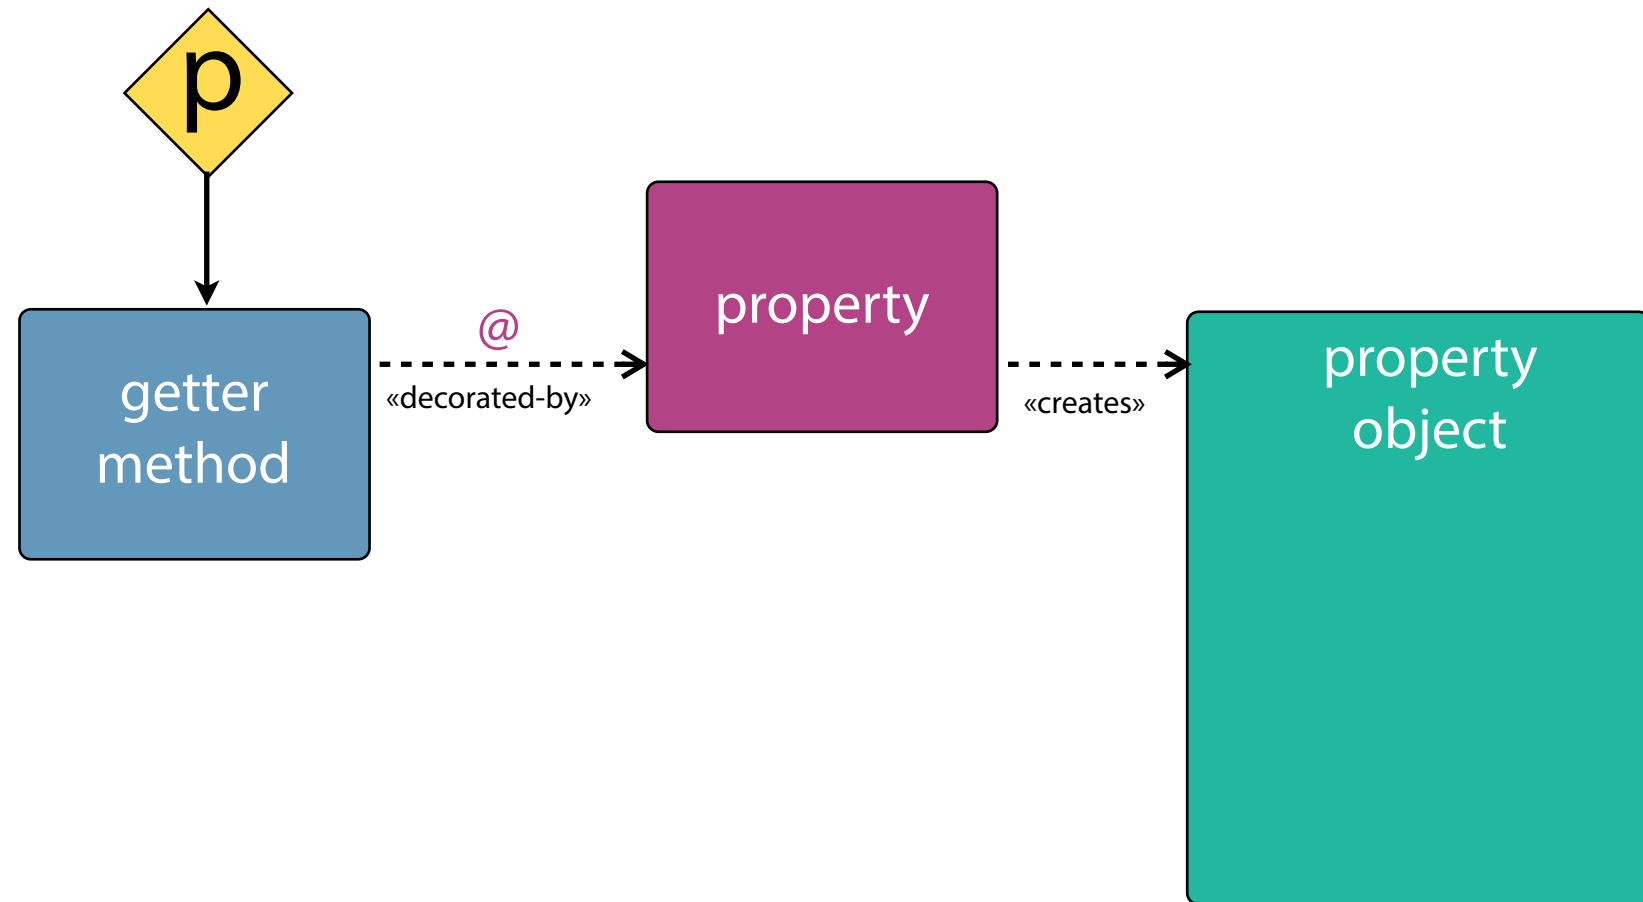 p
getter
method
@
«decorated-by»
property
«creates»
property
object